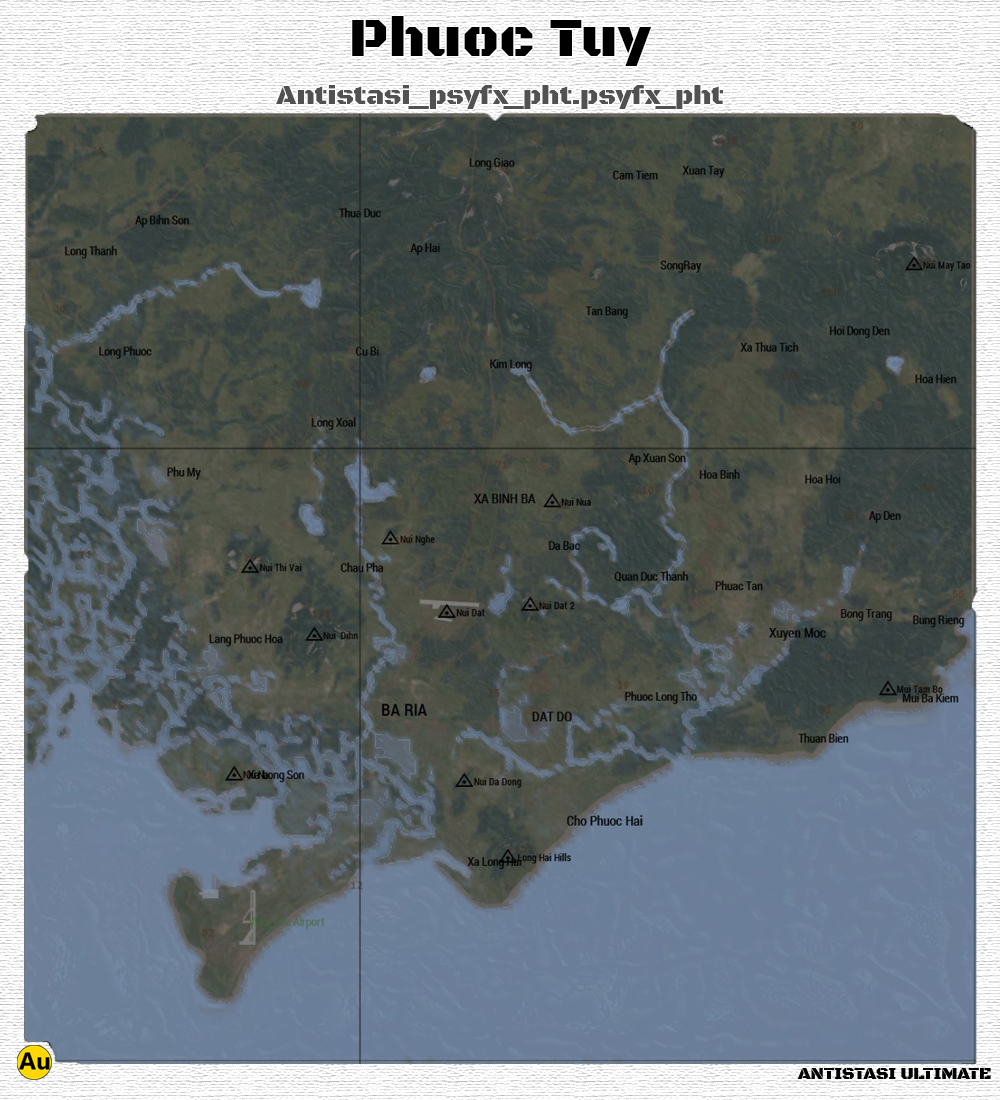 Phuoc Tuy
Antistasi_psyfx_pht.psyfx_pht
Long Giao
Cam Tiem
Xuan Tay
Ap Bihn Son
Thua Duc
Long Thanh
Ap Hai
SongRay
Nui May Tao
Tan Bang
Hoi Dong Den
Long Phuoc
Cu Bi
Kim Long
Xa Thua Tich
Hoa Hien
Long Xoal
Phu My
Ap Xuan Son
Hoa Binh
Hoa Hoi
XA BINH BA
Nui Nua
Ap Den
Nui Nghe
Da Bac
Nui Thi Vai
Chau Pha
Quan Duc Thanh
Phuac Tan
Nui Dat
Nui Dat 2
Bong Trang
Bung Rieng
Lang Phuoc Hoa
Nui Dihn
Xuyen Moc
Mui Tam Bo
Phuoc Long Tho
Mui Ba Kiem
BA RIA
DAT DO
Thuan Bien
Xa Long Son
Nui Da Dong
Cho Phuoc Hai
Xa Long Hai
Long Hai Hills
12
Airport
Au
ANTISTASI ULTIMATE